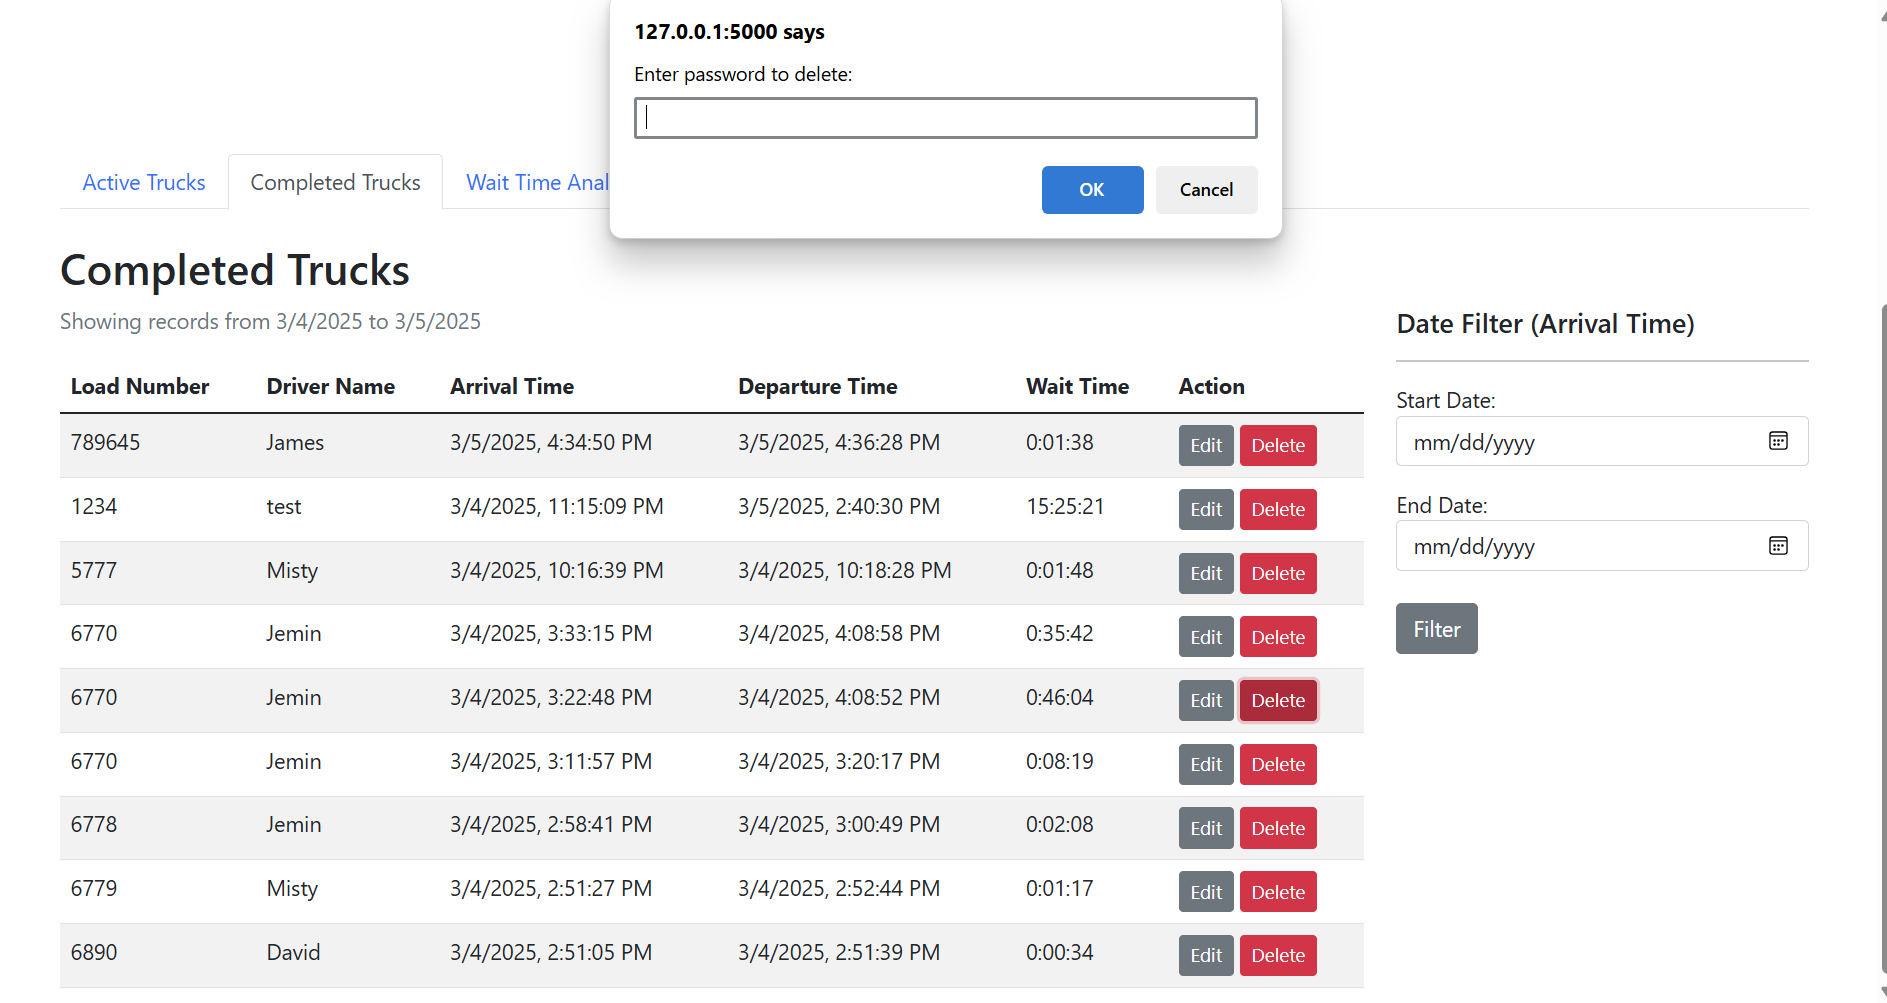 127.0.0.1:5000 says
Enter password to delete:
OK Cancel
Active Trucks Completed Trucks Wait Time Anal
Completed Trucks
Showing records from 3/4/2025 to 3/5/2025
Load Number Driver Name Arrival Time Departure Time Wait Time Action
789645 James 3/5/2025, 4:34:50 PM 3/5/2025, 4:36:28 PM 0:01:38 Edit Delete
1234 test 3/4/2025, 11:15:09 PM 3/5/2025, 2:40:30 PM 15:25:21 Edit Delete
5777 Misty 3/4/2025, 10:16:39 PM 3/4/2025, 10:18:28 PM 0:01:48 Edit Delete
6770 Jemin 3/4/2025, 3:33:15 PM 3/4/2025, 4:08:58 PM 0:35:42 Edit Delete
6770 Jemin 3/4/2025, 3:22:48 PM 3/4/2025, 4:08:52 PM 0:46:04 Edit Delete
6770 Jemin 3/4/2025, 3:11:57 PM 3/4/2025, 3:20:17 PM 0:08:19 Edit Delete
6778 Jemin 3/4/2025, 2:58:41 PM 3/4/2025, 3:00:49 PM 0:02:08 Edit Delete
6779 Misty 3/4/2025, 2:51:27 PM 3/4/2025, 2:52:44 PM 0:01:17 Edit Delete
6890 David 3/4/2025, 2:51:05 PM 3/4/2025, 2:51:39 PM 0:00:34 Edit Delete
Date Filter (Arrival Time)
Start Date:
mm/dd/yyyy
End Date:
mm/dd/yyyy
Filter